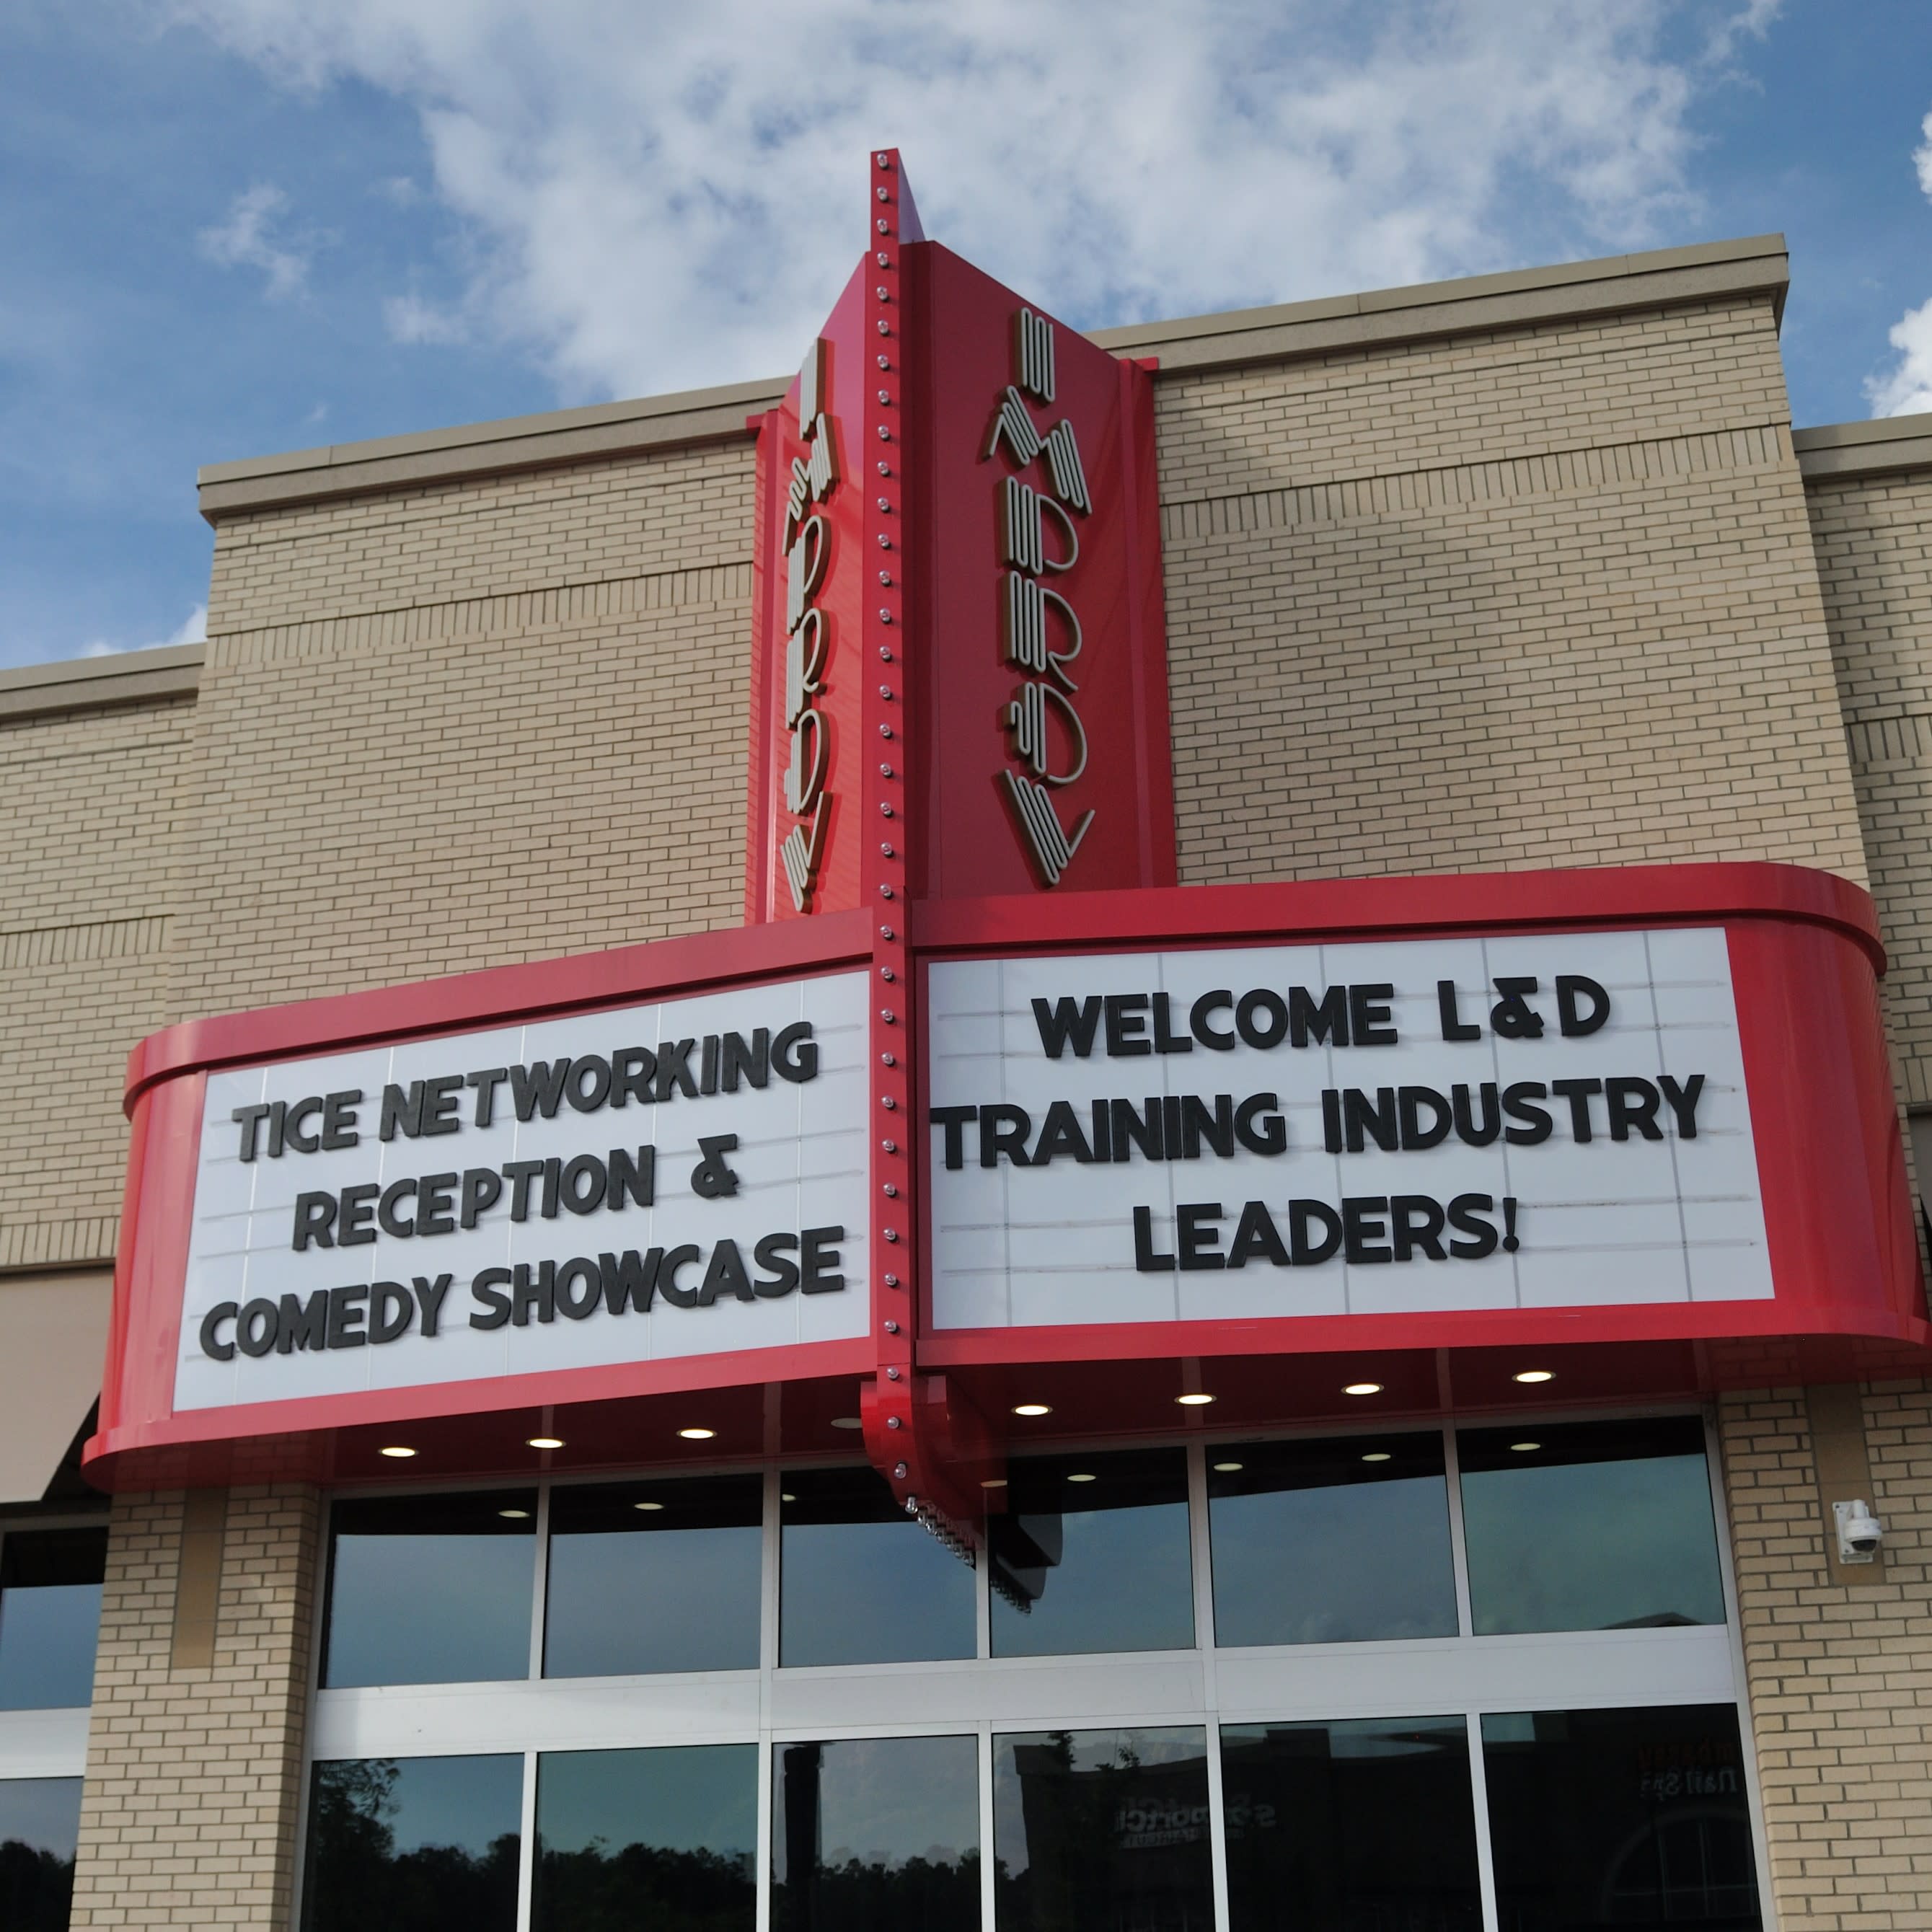 IMPROV
IMPROV
TICE NETWORKING
RECEPTION &
COMEDY SHOWCASE
WELCOME L&D
TRAINING INDUSTRY
LEADERS!